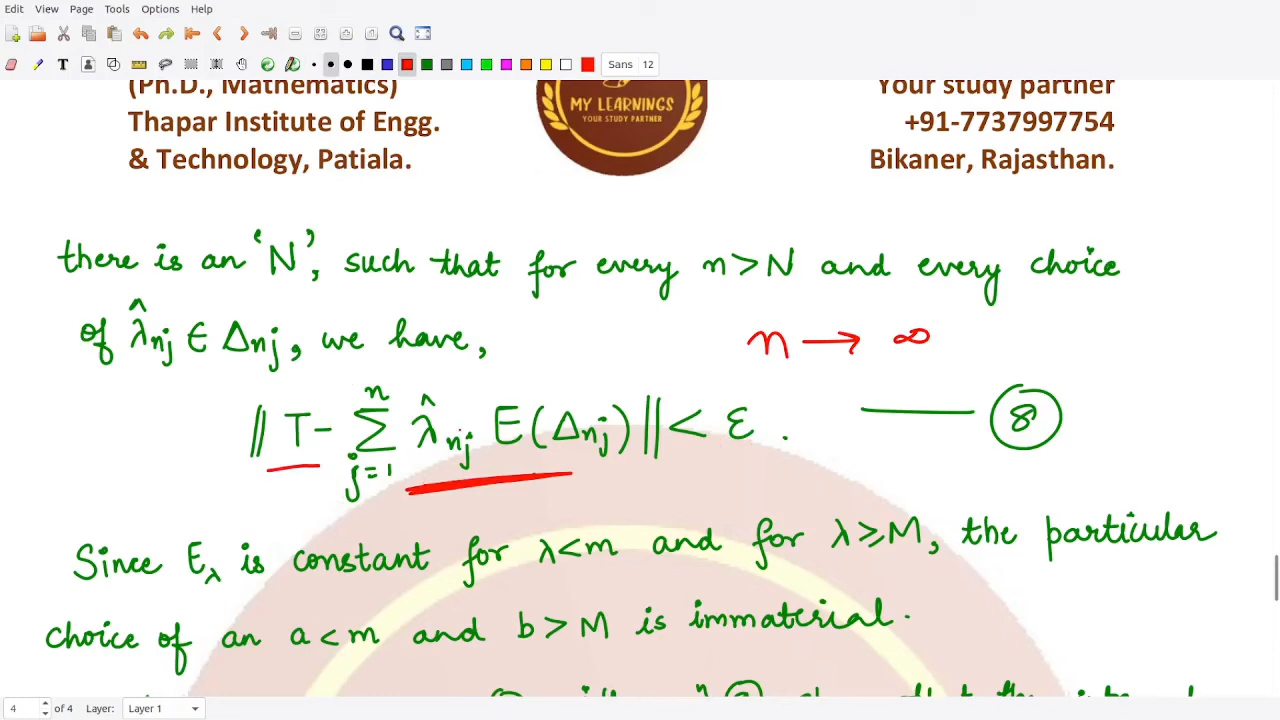 Edit View Page Tools Options Help
Sans 12
(Ph.D., Mathematics)
Thapar Institute of Engg.
& Technology, Patiala.
MY LEARNINGS
YOUR STUDY PARTNER
Your study partner
+91-7737997754
Bikaner, Rajasthan.
there is an 'N', such that for every n > N and every choice
of λ̂nj ∈ Δnj, we have,
n → ∞
‖ T - Σ_{j=1}^{n} λ̂nj E(Δnj) ‖ < ε . —— 8
Since Eλ is constant for λ < m and for λ ≥ M, the particular
choice of an a < m and b > M is immaterial.
4 of 4 Layer: Layer 1